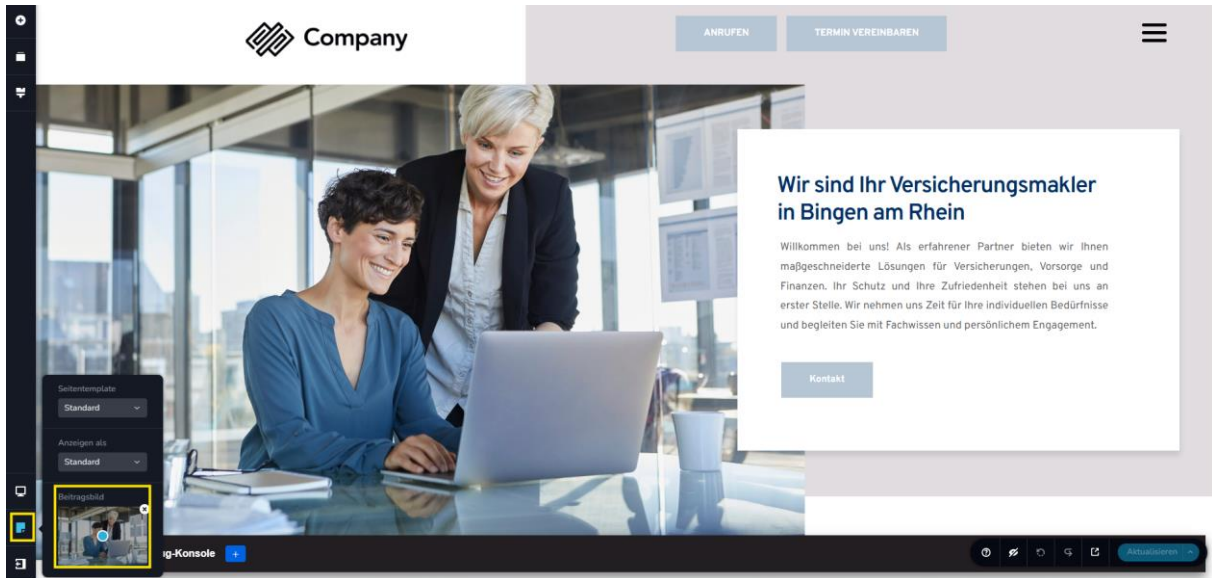 Company
ANRUFEN
TERMIN VEREINBAREN
Wir sind Ihr Versicherungsmakler
in Bingen am Rhein
Willkommen bei uns! Als erfahrener Partner bieten wir Ihnen
maßgeschneiderte Lösungen für Versicherungen, Vorsorge und
Finanzen. Ihr Schutz und Ihre Zufriedenheit stehen bei uns an
erster Stelle. Wir nehmen uns Zeit für Ihre individuellen Bedürfnisse
und begleiten Sie mit Fachwissen und persönlichem Engagement.
Kontakt
Seitentemplate
Standard
Anzeigen als
Standard
Beitragsbild
ug-Konsole
Aktualisieren